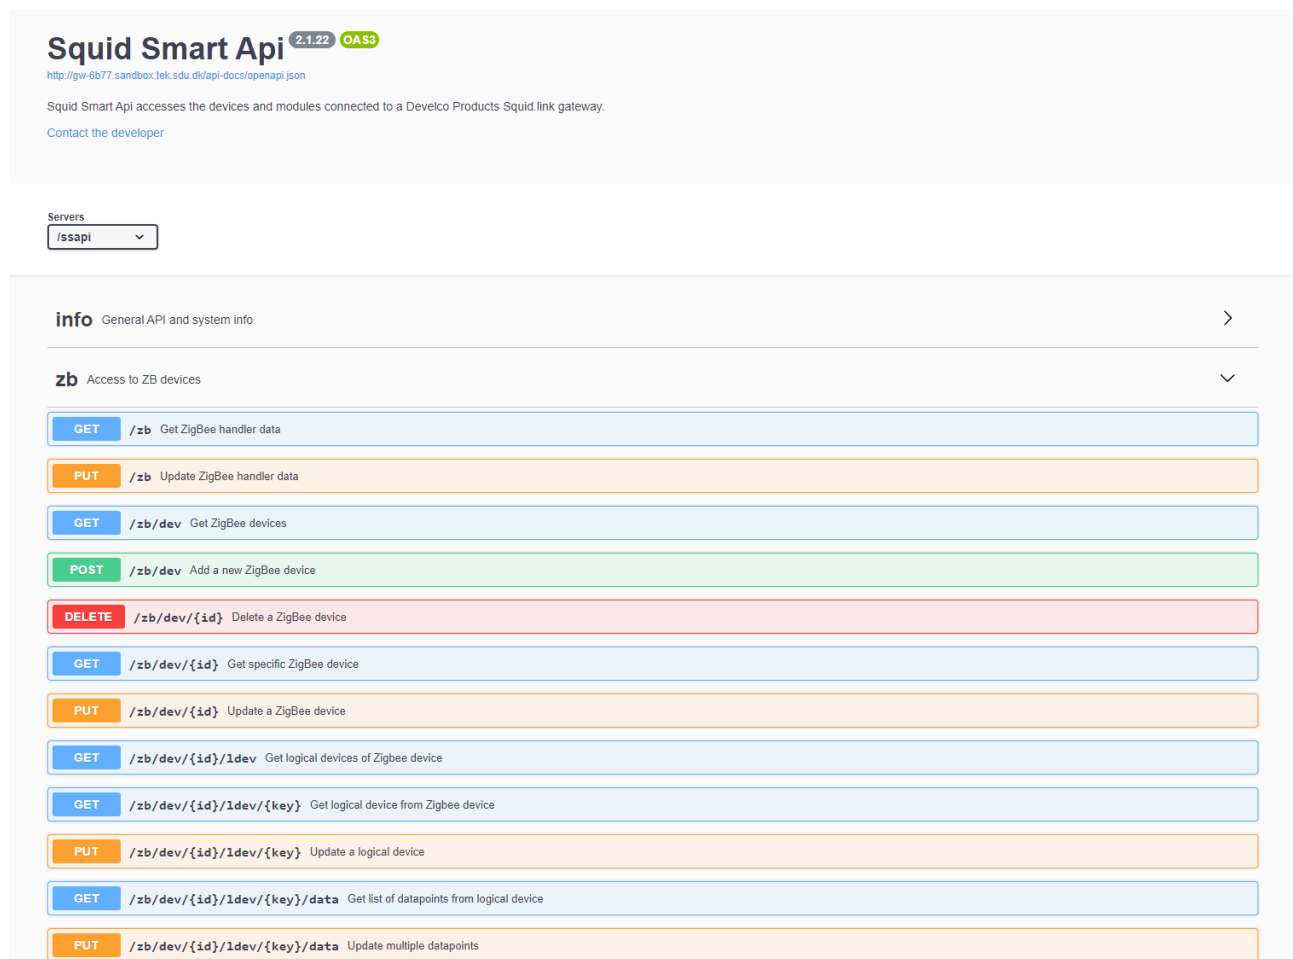 Squid Smart Api 2.1.22 OAS3
http://gw-6b77.sandbox.tek.sdu.dk/api-docs/openapi.json
Squid Smart Api accesses the devices and modules connected to a Develco Products Squid.link gateway.
Contact the developer
Servers
/ssapi
info General API and system info
zb Access to ZB devices
GET /zb Get ZigBee handler data
PUT /zb Update ZigBee handler data
GET /zb/dev Get ZigBee devices
POST /zb/dev Add a new ZigBee device
DELETE /zb/dev/{id} Delete a ZigBee device
GET /zb/dev/{id} Get specific ZigBee device
PUT /zb/dev/{id} Update a ZigBee device
GET /zb/dev/{id}/ldev Get logical devices of Zigbee device
GET /zb/dev/{id}/ldev/{key} Get logical device from Zigbee device
PUT /zb/dev/{id}/ldev/{key} Update a logical device
GET /zb/dev/{id}/ldev/{key}/data Get list of datapoints from logical device
PUT /zb/dev/{id}/ldev/{key}/data Update multiple datapoints